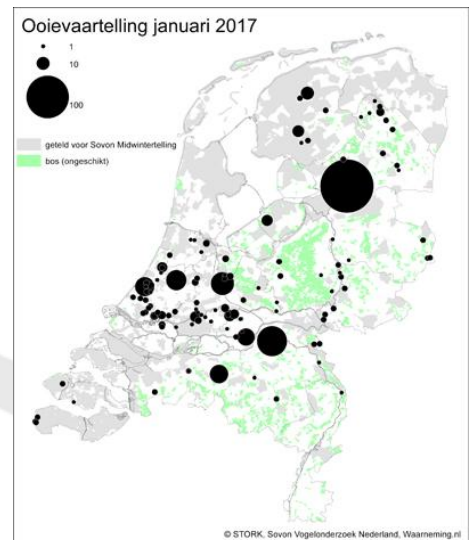 Ooievaartelling januari 2017
1
10
100
geteld voor Sovon Midwintertelling
bos (ongeschikt)
© STORK, Sovon Vogelonderzoek Nederland, Waarneming.nl